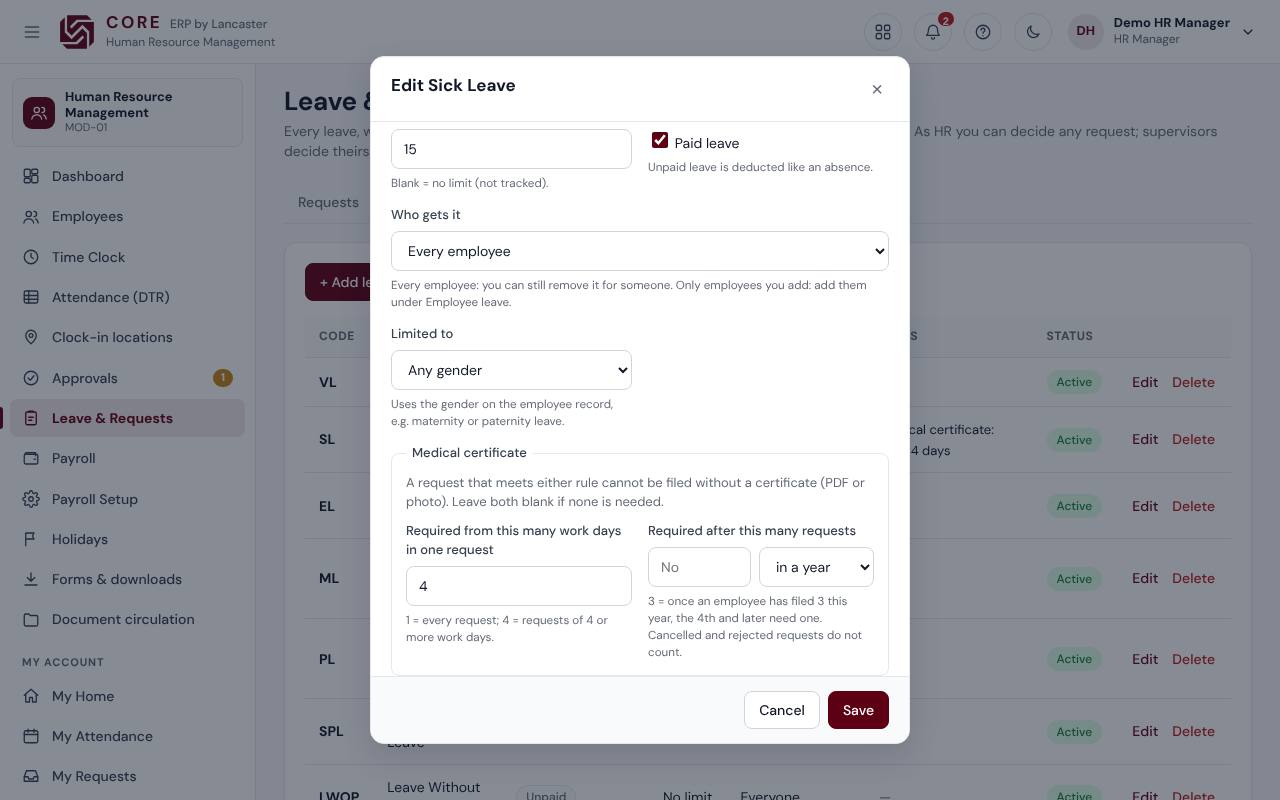 CORE ERP by Lancaster
Human Resource Management
2
DH
Demo HR Manager
HR Manager
Human Resource
Management
MOD-01
Dashboard
Employees
Time Clock
Attendance (DTR)
Clock-in locations
Approvals
1
Leave & Requests
Payroll
Payroll Setup
Holidays
Forms & downloads
Document circulation
MY ACCOUNT
My Home
My Attendance
My Requests
Leave &
Every leave, w
As HR you can decide any request; supervisors
decide theirs
Requests
+ Add le
CODE
S
STATUS
VL
Active
Edit
Delete
SL
cal certificate:
4 days
Active
Edit
Delete
EL
Active
Edit
Delete
ML
Active
Edit
Delete
PL
Active
Edit
Delete
SPL
Leave
Active
Edit
Delete
LWOP
Leave Without
Unpaid
No limit
Everyone
—
Active
Edit
Delete
Edit Sick Leave
×
15
Blank = no limit (not tracked).
Paid leave
Unpaid leave is deducted like an absence.
Who gets it
Every employee
Every employee: you can still remove it for someone. Only employees you add: add them
under Employee leave.
Limited to
Any gender
Uses the gender on the employee record,
e.g. maternity or paternity leave.
Medical certificate
A request that meets either rule cannot be filed without a certificate (PDF or
photo). Leave both blank if none is needed.
Required from this many work days
in one request
4
1 = every request; 4 = requests of 4 or
more work days.
Required after this many requests
No
in a year
3 = once an employee has filed 3 this
year, the 4th and later need one.
Cancelled and rejected requests do not
count.
Cancel
Save